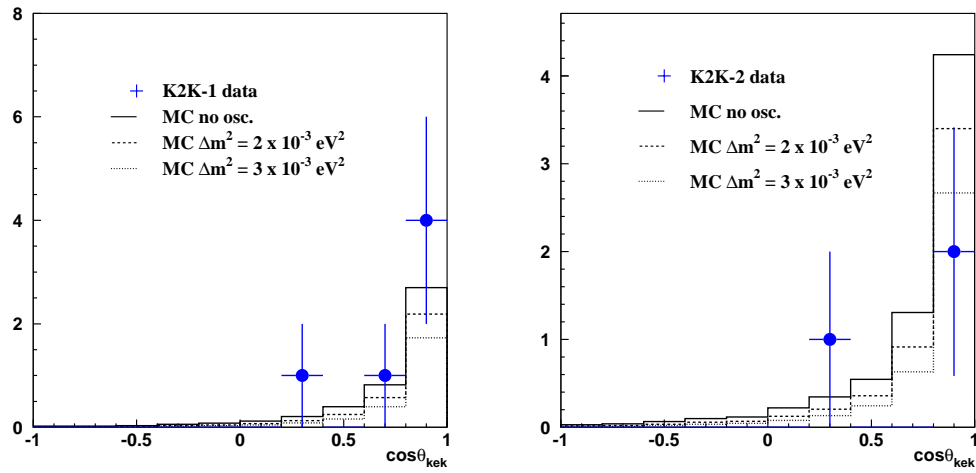 8
6
4
2
0
K2K-1 data
MC no osc.
MC Δm² = 2 x 10⁻³ eV²
MC Δm² = 3 x 10⁻³ eV²
-1 -0.5 0 0.5 1
cosθkek
4
3
2
1
0
K2K-2 data
MC no osc.
MC Δm² = 2 x 10⁻³ eV²
MC Δm² = 3 x 10⁻³ eV²
-1 -0.5 0 0.5 1
cosθkek